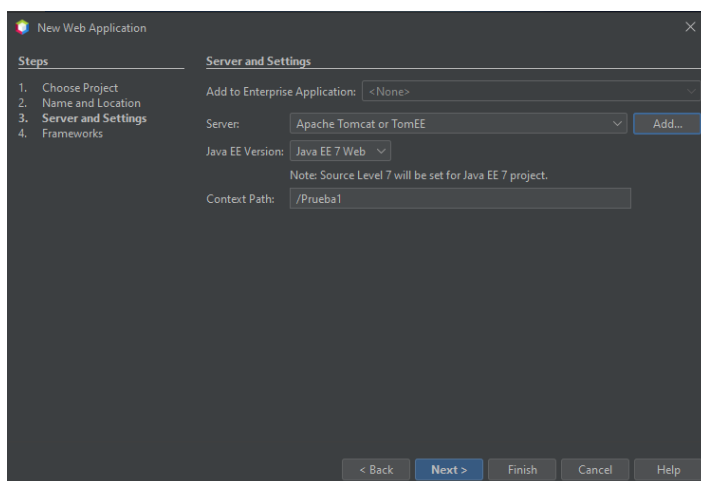 New Web Application
Steps
1. Choose Project
2. Name and Location
3. Server and Settings
4. Frameworks
Server and Settings
Add to Enterprise Application: <None>
Server: Apache Tomcat or TomEE Add...
Java EE Version: Java EE 7 Web
Note: Source Level 7 will be set for Java EE 7 project.
Context Path: /Prueba1
< Back Next > Finish Cancel Help